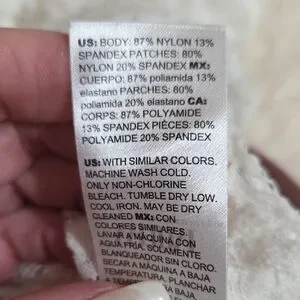 US: BODY: 87% NYLON 13%
SPANDEX PATCHES: 80%
NYLON 20% SPANDEX MX:
CUERPO: 87% poliamida 13%
elastano PARCHES: 80%
poliamida 20% elastano CA:
CORPS: 87% POLYAMIDE
13% SPANDEX PIÈCES: 80%
POLYAMIDE 20% SPANDEX
US: WITH SIMILAR COLORS.
MACHINE WASH COLD.
ONLY NON-CHLORINE
BLEACH. TUMBLE DRY LOW.
COOL IRON. MAY BE DRY
CLEANED MX: CON
COLORES SIMILARES.
LAVAR A MÁQUINA CON
AGUA FRÍA. SOLAMENTE
BLANQUEADOR SIN CLORO.
SECAR A MÁQUINA A BAJA
TEMPERATURA. PLANCHAR
TEMPERATURA BAJA